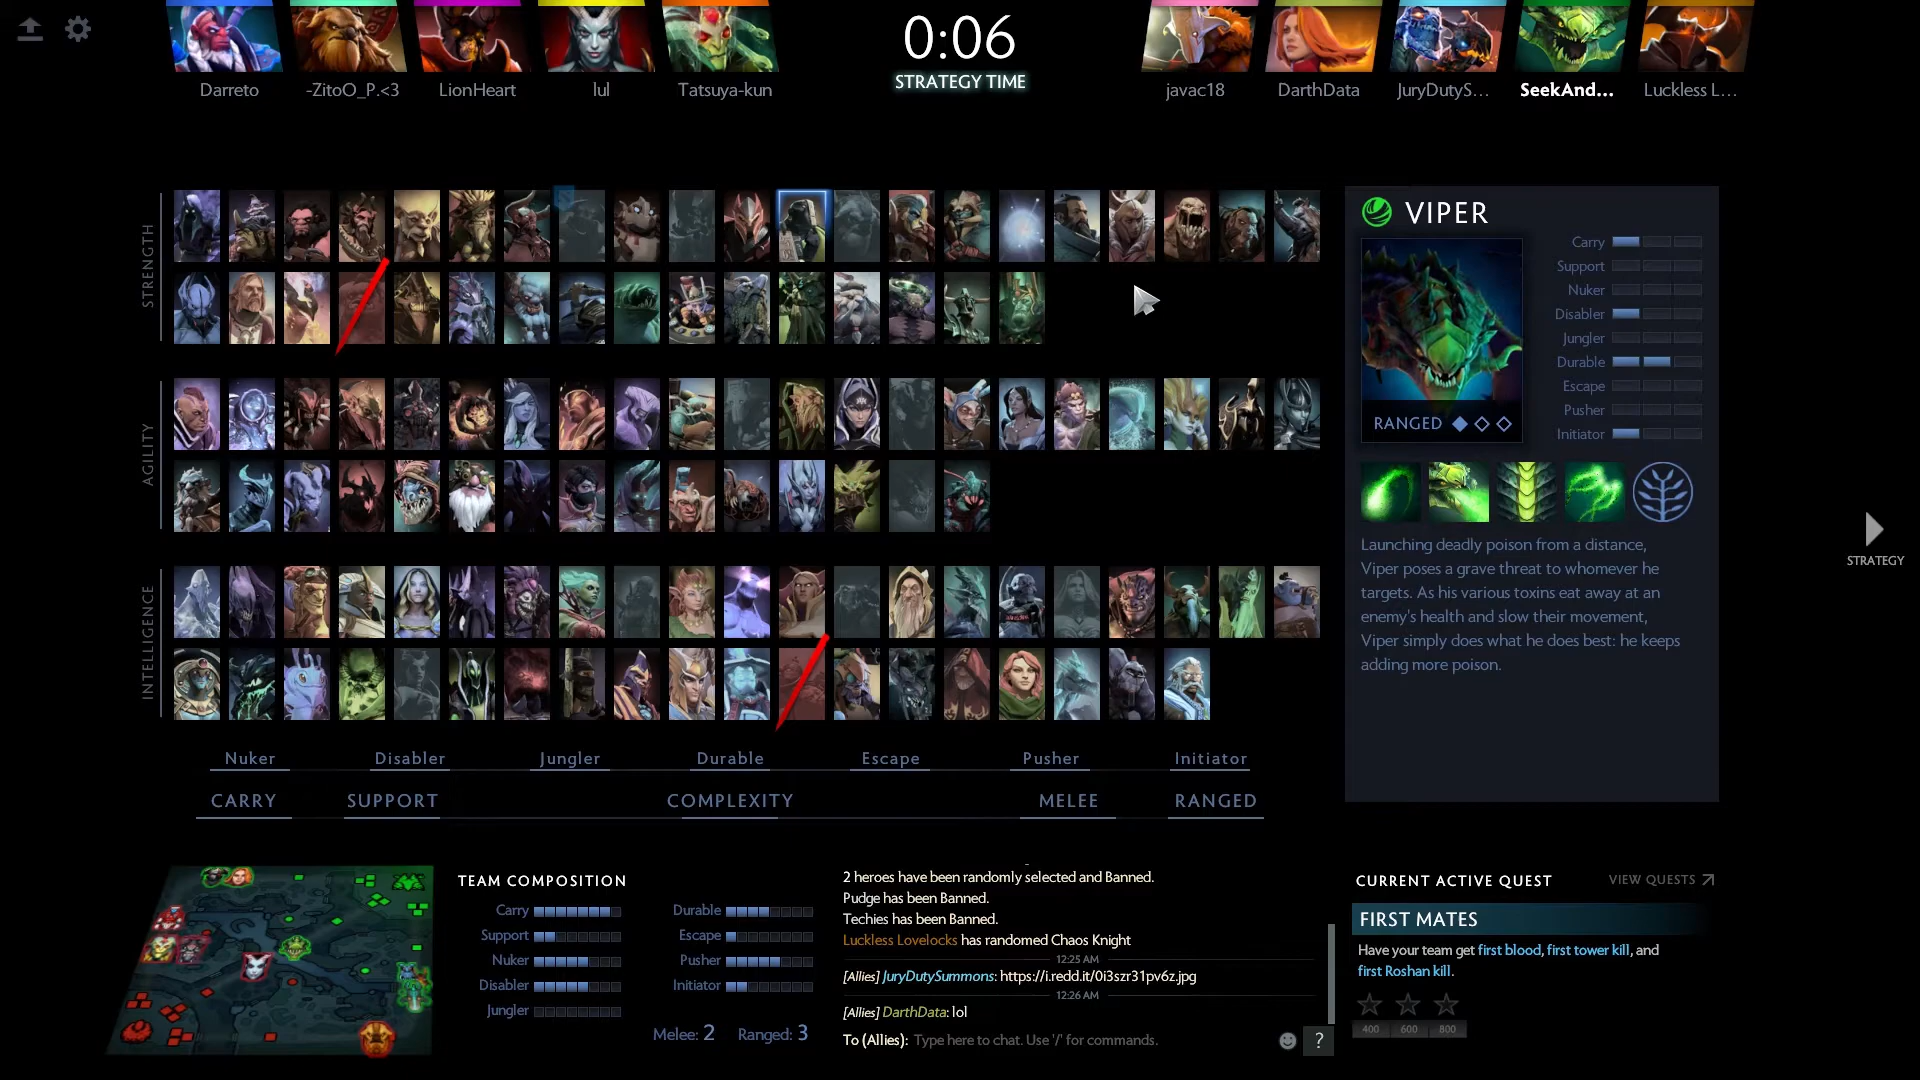 0:06
STRATEGY TIME
Darreto
-ZitoO_P.<3
LionHeart
lul
Tatsuya-kun
javac18
DarthData
JuryDutyS...
SeekAnd...
Luckless L...
STRENGTH
AGILITY
INTELLIGENCE
VIPER
Carry
Support
Nuker
Disabler
Jungler
Durable
Escape
Pusher
Initiator
RANGED
Launching deadly poison from a distance,
Viper poses a grave threat to whomever he
targets. As his various toxins eat away at an
enemy's health and slow their movement,
Viper simply does what he does best: he keeps
adding more poison.
STRATEGY
Nuker
Disabler
Jungler
Durable
Escape
Pusher
Initiator
CARRY
SUPPORT
COMPLEXITY
MELEE
RANGED
TEAM COMPOSITION
Carry
Support
Nuker
Disabler
Jungler
Durable
Escape
Pusher
Initiator
Melee: 2
Ranged: 3
2 heroes have been randomly selected and Banned.
Pudge has been Banned.
Techies has been Banned.
Luckless Lovelocks has randomed Chaos Knight
12:25 AM
[Allies] JuryDutySummons: https://i.redd.it/0i3szr31pv6z.jpg
12:26 AM
[Allies] DarthData: lol
To (Allies): Type here to chat. Use '/' for commands.
?
CURRENT ACTIVE QUEST
VIEW QUESTS
FIRST MATES
Have your team get first blood, first tower kill, and
first Roshan kill.
400
600
800